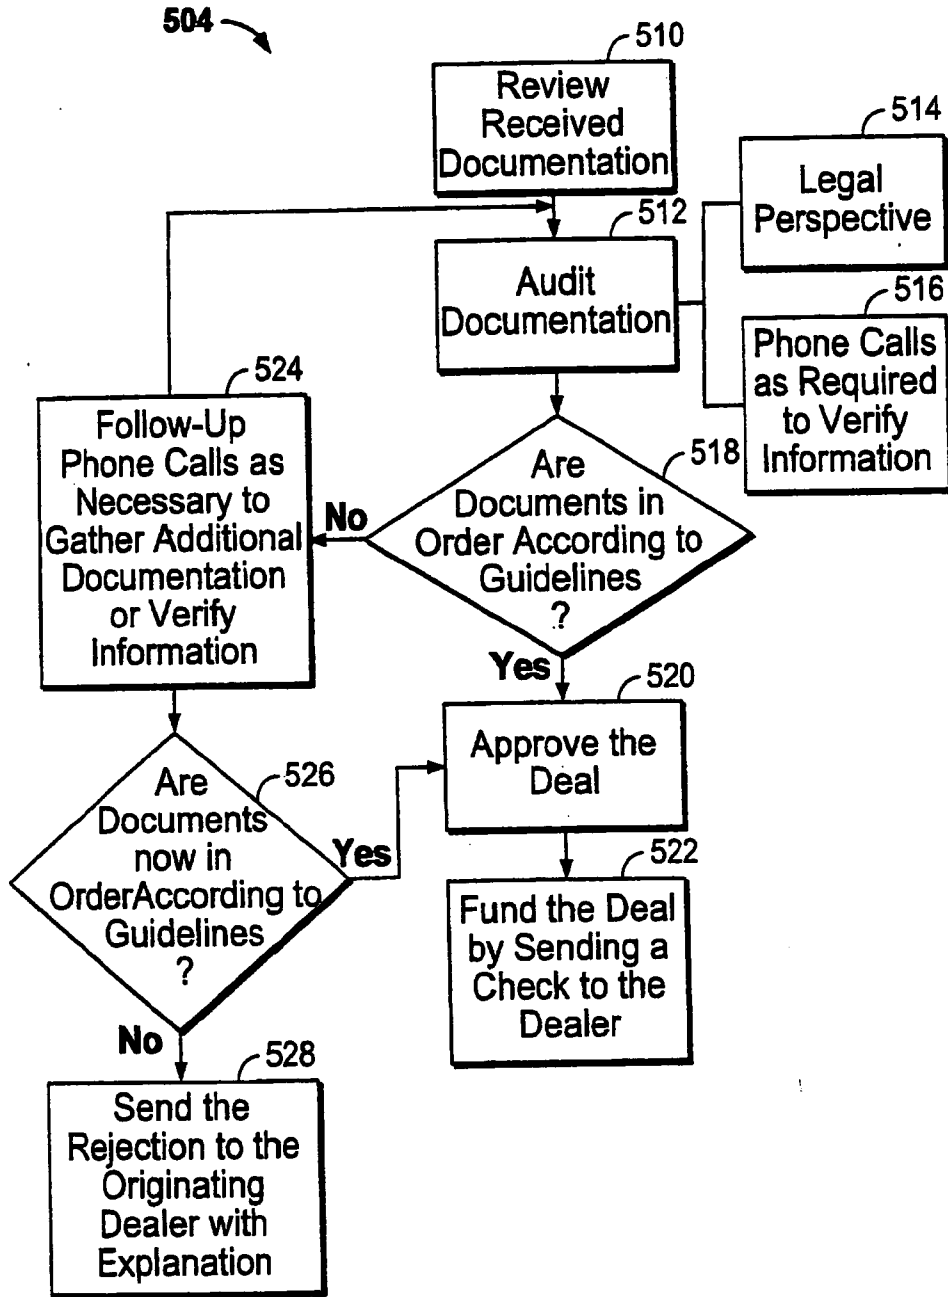 504
510
Review
Received
Documentation
512
Audit
Documentation
514
Legal
Perspective
516
Phone Calls
as Required
to Verify
Information
518
Are
Documents in
Order According to
Guidelines
?
No
Yes
524
Follow-Up
Phone Calls as
Necessary to
Gather Additional
Documentation
or Verify
Information
520
Approve the
Deal
526
Are
Documents
now in
OrderAccording to
Guidelines
?
Yes
No
522
Fund the Deal
by Sending a
Check to the
Dealer
528
Send the
Rejection to the
Originating
Dealer with
Explanation